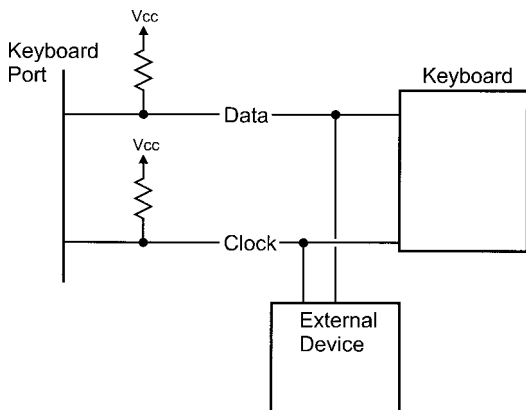 Vcc
Keyboard
Port
Keyboard
Data
Vcc
Clock
External
Device